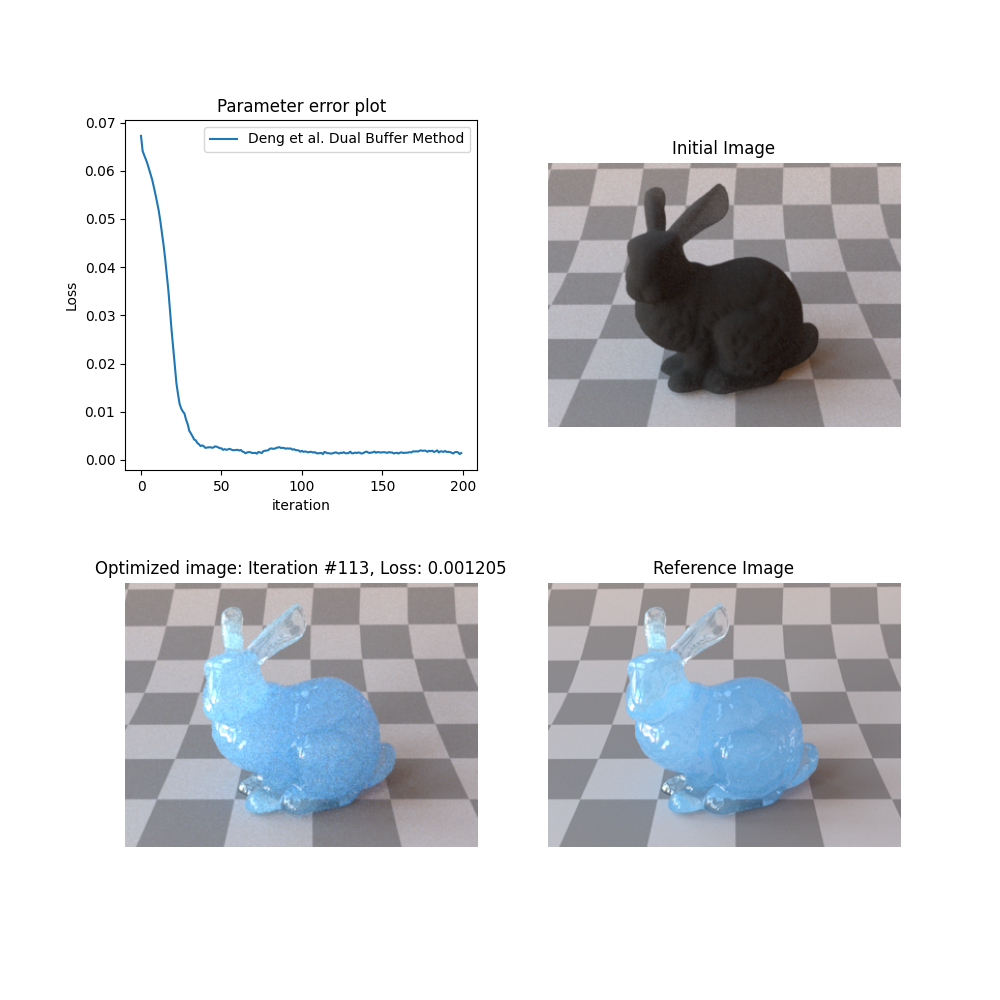 Parameter error plot
Deng et al. Dual Buffer Method
0.07
0.06
0.05
0.04
0.03
0.02
0.01
0.00
Loss
0 50 100 150 200
iteration
Initial Image
Optimized image: Iteration #113, Loss: 0.001205
Reference Image